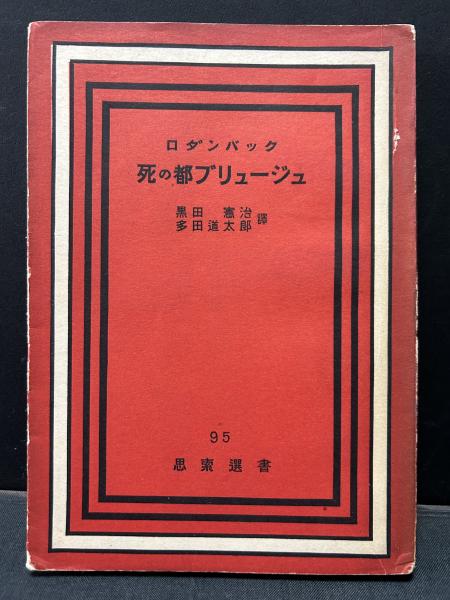 ロダンバック
死の都ブリュージュ
黒田 憲治
多田道太郎 譯
95
思索選書